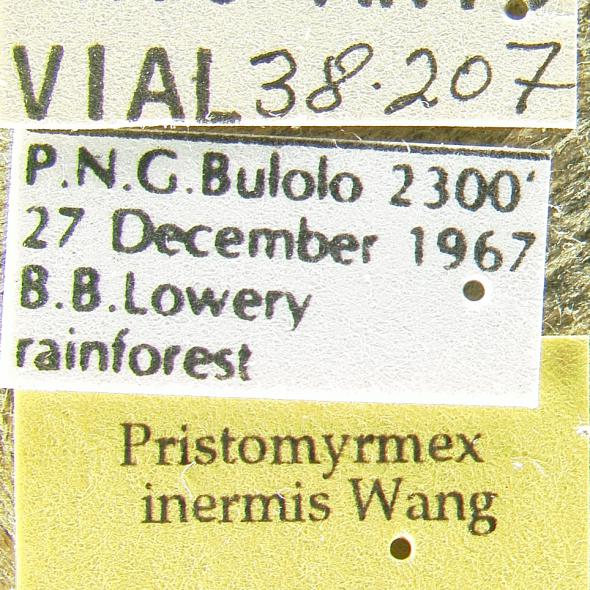 VIAL 38.207
P.N.G. Bulolo 2300'
27 December 1967
B.B. Lowery
rainforest
Pristomyrmex
inermis Wang